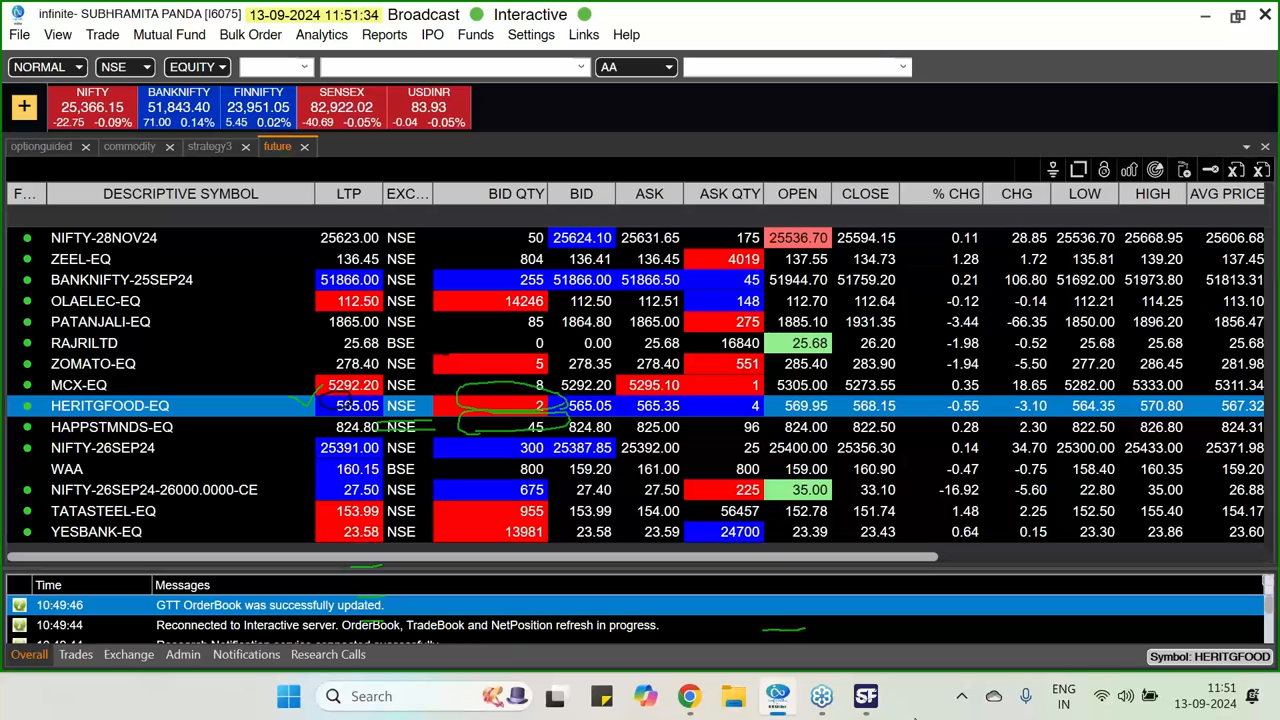 infinite- SUBHRAMITA PANDA [I6075] 13-09-2024 11:51:34 Broadcast Interactive
File View Trade Mutual Fund Bulk Order Analytics Reports IPO Funds Settings Links Help
NORMAL NSE EQUITY AA
NIFTY BANKNIFTY FINNIFTY SENSEX USDINR
25,366.15 51,843.40 23,951.05 82,922.02 83.93
-22.75 -0.09% 71.00 0.14% 5.45 0.02% -40.69 -0.05% -0.04 -0.05%
optionguided commodity strategy3 future
F... DESCRIPTIVE SYMBOL LTP EXC... BID QTY BID ASK ASK QTY OPEN CLOSE % CHG CHG LOW HIGH AVG PRICE
NIFTY-28NOV24 25623.00 NSE 50 25624.10 25631.65 175 25536.70 25594.15 0.11 28.85 25536.70 25668.95 25606.68
ZEEL-EQ 136.45 NSE 804 136.41 136.45 4019 137.55 134.73 1.28 1.72 135.81 139.20 137.45
BANKNIFTY-25SEP24 51866.00 NSE 255 51866.00 51866.50 45 51944.70 51759.20 0.21 106.80 51692.00 51973.80 51813.31
OLAELEC-EQ 112.50 NSE 14246 112.50 112.51 148 112.70 112.64 -0.12 -0.14 112.21 114.25 113.10
PATANJALI-EQ 1865.00 NSE 85 1864.80 1865.00 275 1885.10 1931.35 -3.44 -66.35 1850.00 1896.20 1856.47
RAJRILTD 25.68 BSE 0 0.00 25.68 16840 25.68 26.20 -1.98 -0.52 25.68 25.68 25.68
ZOMATO-EQ 278.40 NSE 5 278.35 278.40 551 285.40 283.90 -1.94 -5.50 277.20 286.45 281.98
MCX-EQ 5292.20 NSE 8 5292.20 5295.10 1 5305.00 5273.55 0.35 18.65 5282.00 5333.00 5311.34
HERITGFOOD-EQ 565.05 NSE 2 565.05 565.35 4 569.95 568.15 -0.55 -3.10 564.35 570.80 567.32
HAPPSTMNDS-EQ 824.80 NSE 45 824.80 825.00 96 824.00 822.50 0.28 2.30 822.50 826.80 824.31
NIFTY-26SEP24 25391.00 NSE 300 25387.85 25392.00 25 25400.00 25356.30 0.14 34.70 25300.00 25433.00 25371.98
WAA 160.15 BSE 800 159.20 161.00 800 159.00 160.90 -0.47 -0.75 158.40 160.35 159.20
NIFTY-26SEP24-26000.0000-CE 27.50 NSE 675 27.40 27.50 225 35.00 33.10 -16.92 -5.60 22.80 35.00 26.88
TATASTEEL-EQ 153.99 NSE 955 153.99 154.00 56457 152.78 151.74 1.48 2.25 152.50 155.40 154.17
YESBANK-EQ 23.58 NSE 13981 23.58 23.59 24700 23.39 23.43 0.64 0.15 23.30 23.86 23.60
Time Messages
10:49:46 GTT OrderBook was successfully updated.
10:49:44 Reconnected to Interactive server. OrderBook, TradeBook and NetPosition refresh in progress.
Overall Trades Exchange Admin Notifications Research Calls Symbol: HERITGFOOD
Search SF ENG 11:51
IN 13-09-2024